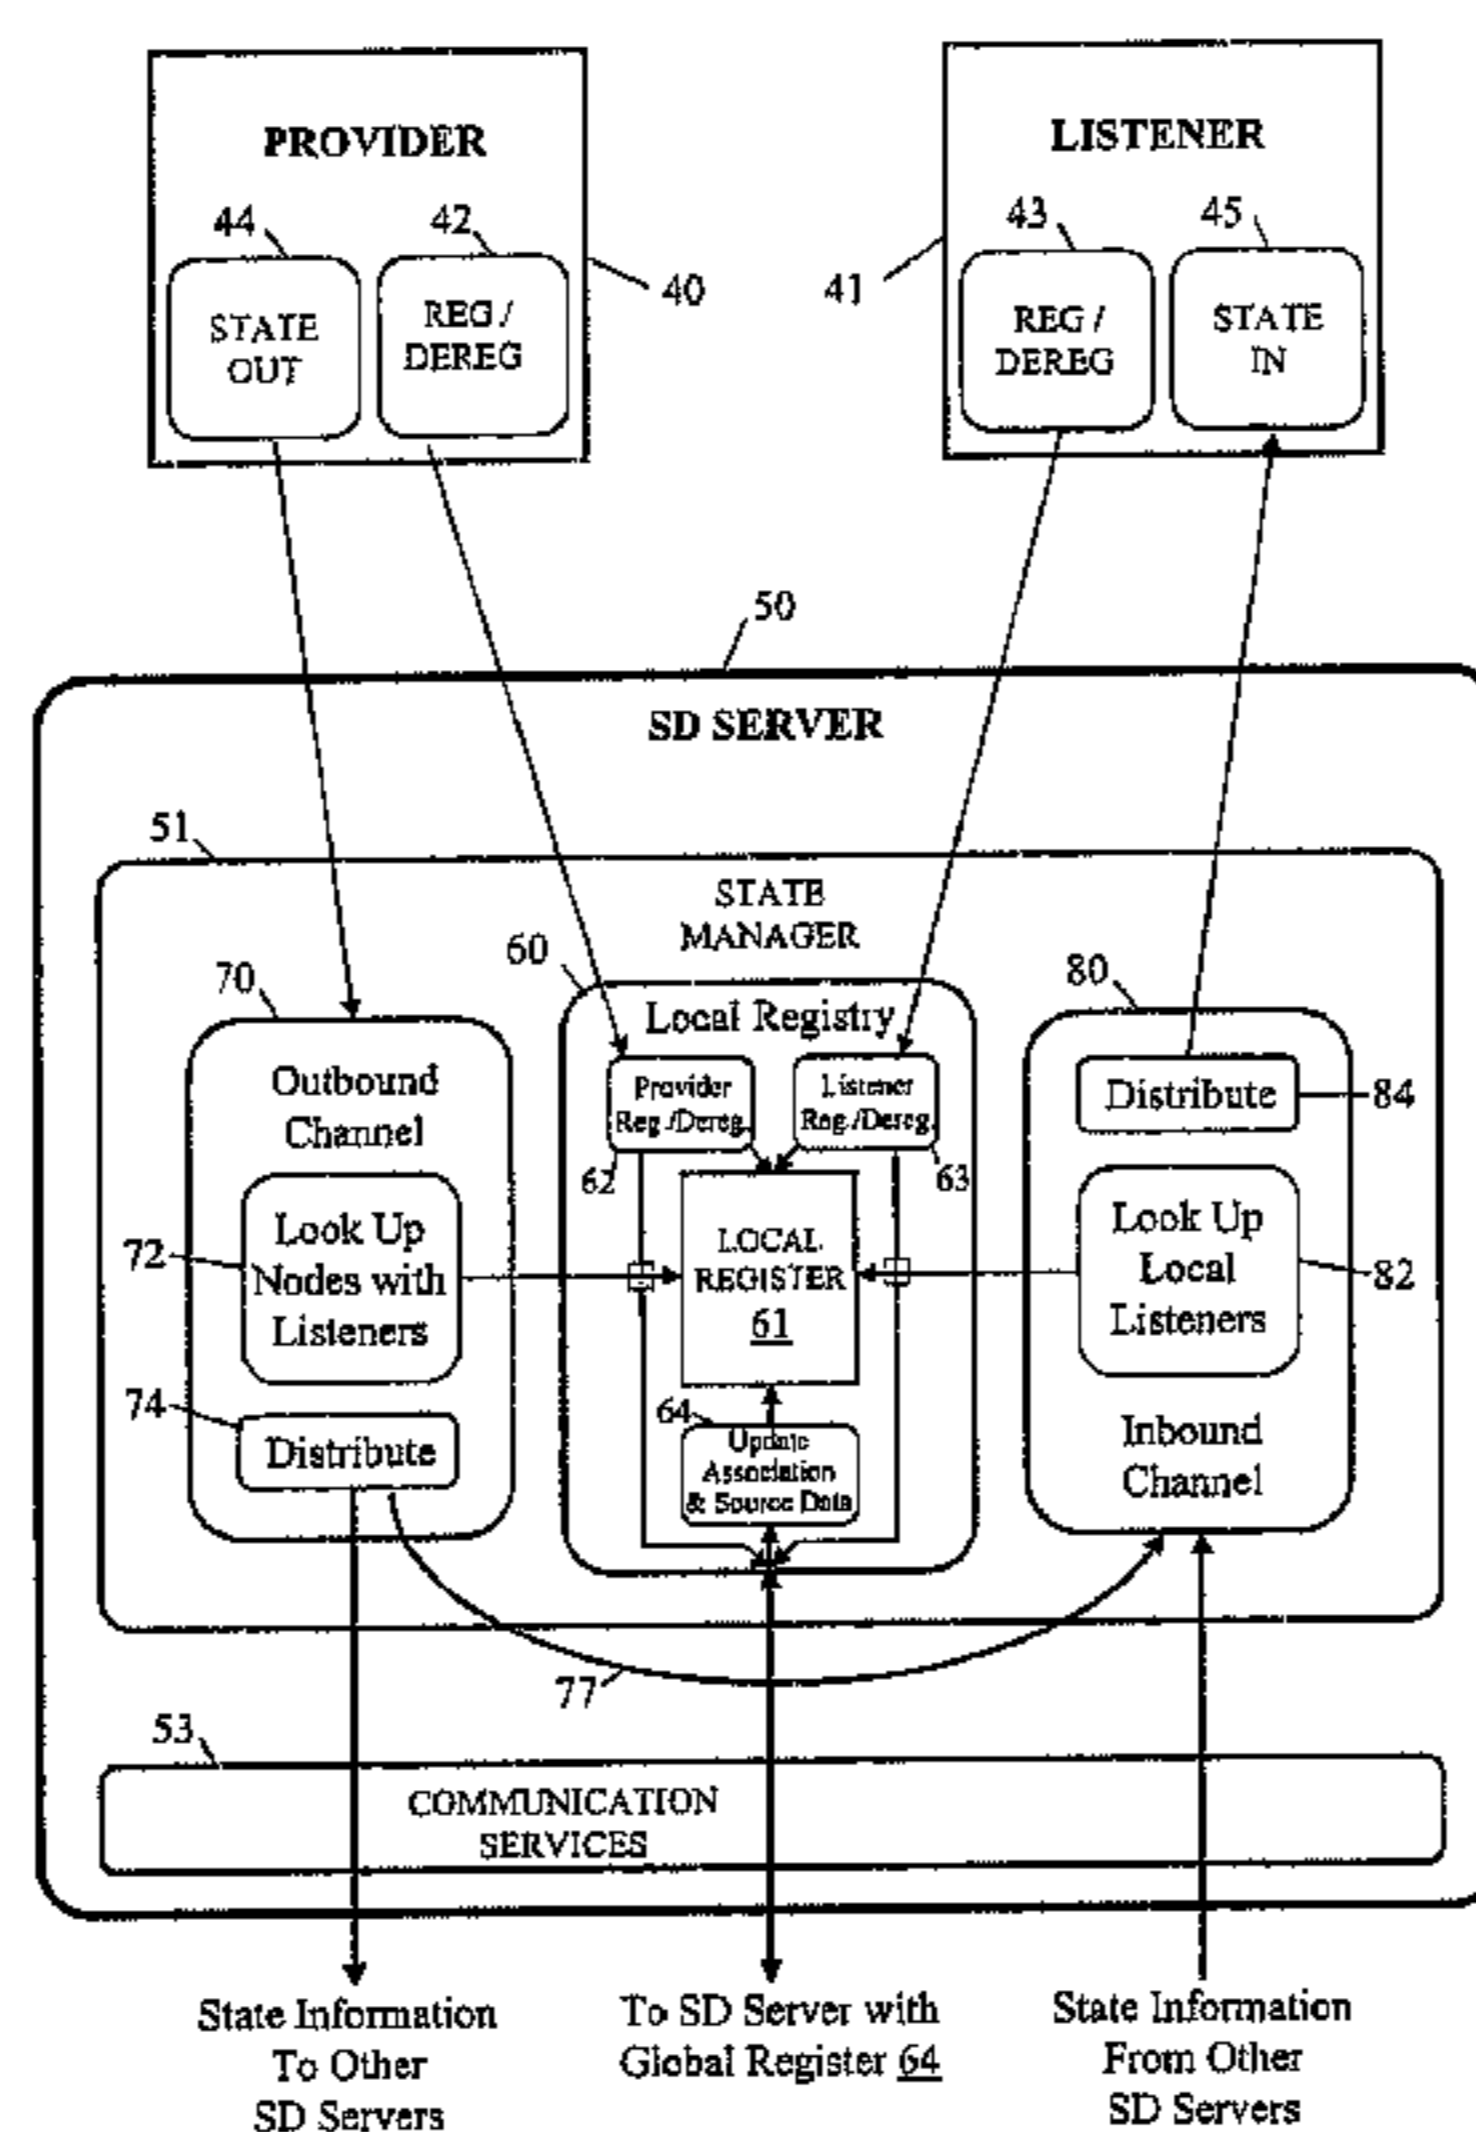 PROVIDER
44
42
STATE
OUT
REG /
DEREG
40
LISTENER
43
45
41
REG /
DEREG
STATE
IN
50
SD SERVER
51
STATE
MANAGER
70
60
80
Outbound
Channel
Look Up
Nodes with
Listeners
72
74
Distribute
Local Registry
Provider
Reg./Dereg.
Listener
Reg./Dereg.
62
63
LOCAL
REGISTER
61
64
Update
Association
& Source Data
Distribute
84
Look Up
Local
Listeners
82
Inbound
Channel
77
53
COMMUNICATION
SERVICES
State Information
To Other
SD Servers
To SD Server with
Global Register 64
State Information
From Other
SD Servers